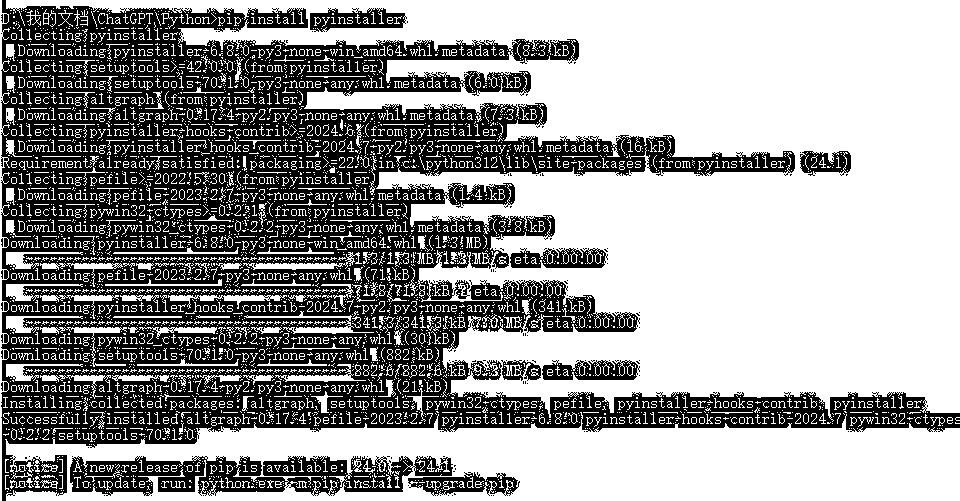 D:\我的文档\ChatGPT\Python>pip install pyinstaller
Collecting pyinstaller
Downloading pyinstaller-6.8.0-py3-none-win_amd64.whl.metadata (8.3 kB)
Collecting setuptools>=42.0.0 (from pyinstaller)
Downloading setuptools-70.1.0-py3-none-any.whl.metadata (6.0 kB)
Collecting altgraph (from pyinstaller)
Downloading altgraph-0.17.4-py2.py3-none-any.whl.metadata (7.3 kB)
Collecting pyinstaller-hooks-contrib>=2024.6 (from pyinstaller)
Downloading pyinstaller_hooks_contrib-2024.7-py2.py3-none-any.whl.metadata (16 kB)
Requirement already satisfied: packaging>=22.0 in c:\python312\lib\site-packages (from pyinstaller) (24.1)
Collecting pefile>=2022.5.30 (from pyinstaller)
Downloading pefile-2023.2.7-py3-none-any.whl.metadata (1.4 kB)
Collecting pywin32-ctypes>=0.2.1 (from pyinstaller)
Downloading pywin32_ctypes-0.2.2-py3-none-any.whl.metadata (3.8 kB)
Downloading pyinstaller-6.8.0-py3-none-win_amd64.whl (1.3 MB)
1.3/1.3 MB 1.3 MB/s eta 0:00:00
Downloading pefile-2023.2.7-py3-none-any.whl (71 kB)
71.8/71.8 kB ? eta 0:00:00
Downloading pyinstaller_hooks_contrib-2024.7-py2.py3-none-any.whl (341 kB)
341.3/341.3 kB 7.0 MB/s eta 0:00:00
Downloading pywin32_ctypes-0.2.2-py3-none-any.whl (30 kB)
Downloading setuptools-70.1.0-py3-none-any.whl (882 kB)
882.6/882.6 kB 9.3 MB/s eta 0:00:00
Downloading altgraph-0.17.4-py2.py3-none-any.whl (21 kB)
Installing collected packages: altgraph, setuptools, pywin32-ctypes, pefile, pyinstaller-hooks-contrib, pyinstaller
Successfully installed altgraph-0.17.4 pefile-2023.2.7 pyinstaller-6.8.0 pyinstaller-hooks-contrib-2024.7 pywin32-ctypes
-0.2.2 setuptools-70.1.0
[notice] A new release of pip is available: 24.0 -> 24.1
[notice] To update, run: python.exe -m pip install --upgrade pip